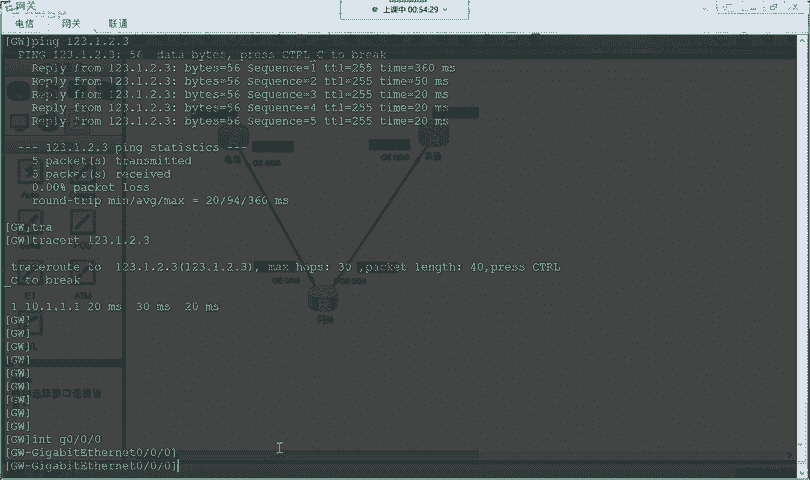 网关
上课中 00:54:29
电信 网关 联通
[GW]ping 123.1.2.3
PING 123.1.2.3: 56 data bytes, press CTRL_C to break
Reply from 123.1.2.3: bytes=56 Sequence=1 ttl=255 time=360 ms
Reply from 123.1.2.3: bytes=56 Sequence=2 ttl=255 time=50 ms
Reply from 123.1.2.3: bytes=56 Sequence=3 ttl=255 time=20 ms
Reply from 123.1.2.3: bytes=56 Sequence=4 ttl=255 time=20 ms
Reply from 123.1.2.3: bytes=56 Sequence=5 ttl=255 time=20 ms
--- 123.1.2.3 ping statistics ---
5 packet(s) transmitted
5 packet(s) received
0.00% packet loss
round-trip min/avg/max = 20/94/360 ms
[GW]tra
[GW]tracert 123.1.2.3
traceroute to 123.1.2.3(123.1.2.3), max hops: 30 ,packet length: 40,press CTRL
_C to break
1 10.1.1.1 20 ms 30 ms 20 ms
[GW]
[GW]
[GW]
[GW]
[GW]
[GW]
[GW]
[GW]
[GW]
[GW]int g0/0/0
[GW-GigabitEthernet0/0/0]
[GW-GigabitEthernet0/0/0]